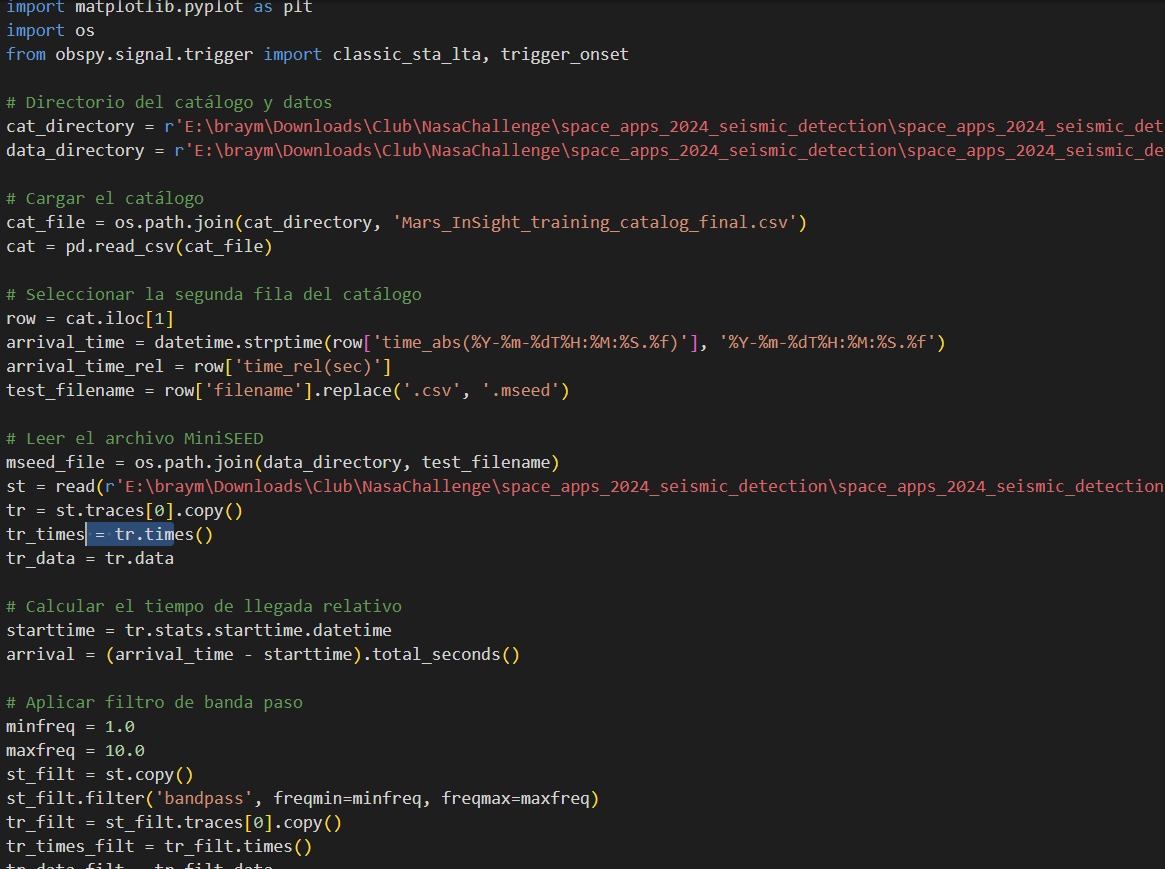 import matplotlib.pyplot as plt
import os
from obspy.signal.trigger import classic_sta_lta, trigger_onset
# Directorio del catálogo y datos
cat_directory = r'E:\braym\Downloads\Club\NasaChallenge\space_apps_2024_seismic_detection\space_apps_2024_seismic_det
data_directory = r'E:\braym\Downloads\Club\NasaChallenge\space_apps_2024_seismic_detection\space_apps_2024_seismic_de
# Cargar el catálogo
cat_file = os.path.join(cat_directory, 'Mars_InSight_training_catalog_final.csv')
cat = pd.read_csv(cat_file)
# Seleccionar la segunda fila del catálogo
row = cat.iloc[1]
arrival_time = datetime.strptime(row['time_abs(%Y-%m-%dT%H:%M:%S.%f)'], '%Y-%m-%dT%H:%M:%S.%f')
arrival_time_rel = row['time_rel(sec)']
test_filename = row['filename'].replace('.csv', '.mseed')
# Leer el archivo MiniSEED
mseed_file = os.path.join(data_directory, test_filename)
st = read(r'E:\braym\Downloads\Club\NasaChallenge\space_apps_2024_seismic_detection\space_apps_2024_seismic_detection
tr = st.traces[0].copy()
tr_times = tr.times()
tr_data = tr.data
# Calcular el tiempo de llegada relativo
starttime = tr.stats.starttime.datetime
arrival = (arrival_time - starttime).total_seconds()
# Aplicar filtro de banda paso
minfreq = 1.0
maxfreq = 10.0
st_filt = st.copy()
st_filt.filter('bandpass', freqmin=minfreq, freqmax=maxfreq)
tr_filt = st_filt.traces[0].copy()
tr_times_filt = tr_filt.times()
tr_data_filt = tr_filt.data